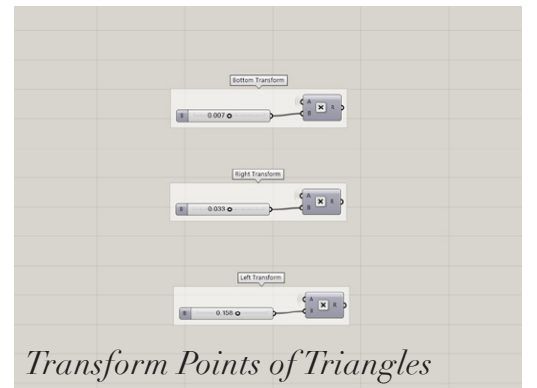 Bottom Transform
A
B
0.007
R
B
Right Transform
A
B
0.033
R
B
Left Transform
A
B
0.158
R
B
Transform Points of Triangles